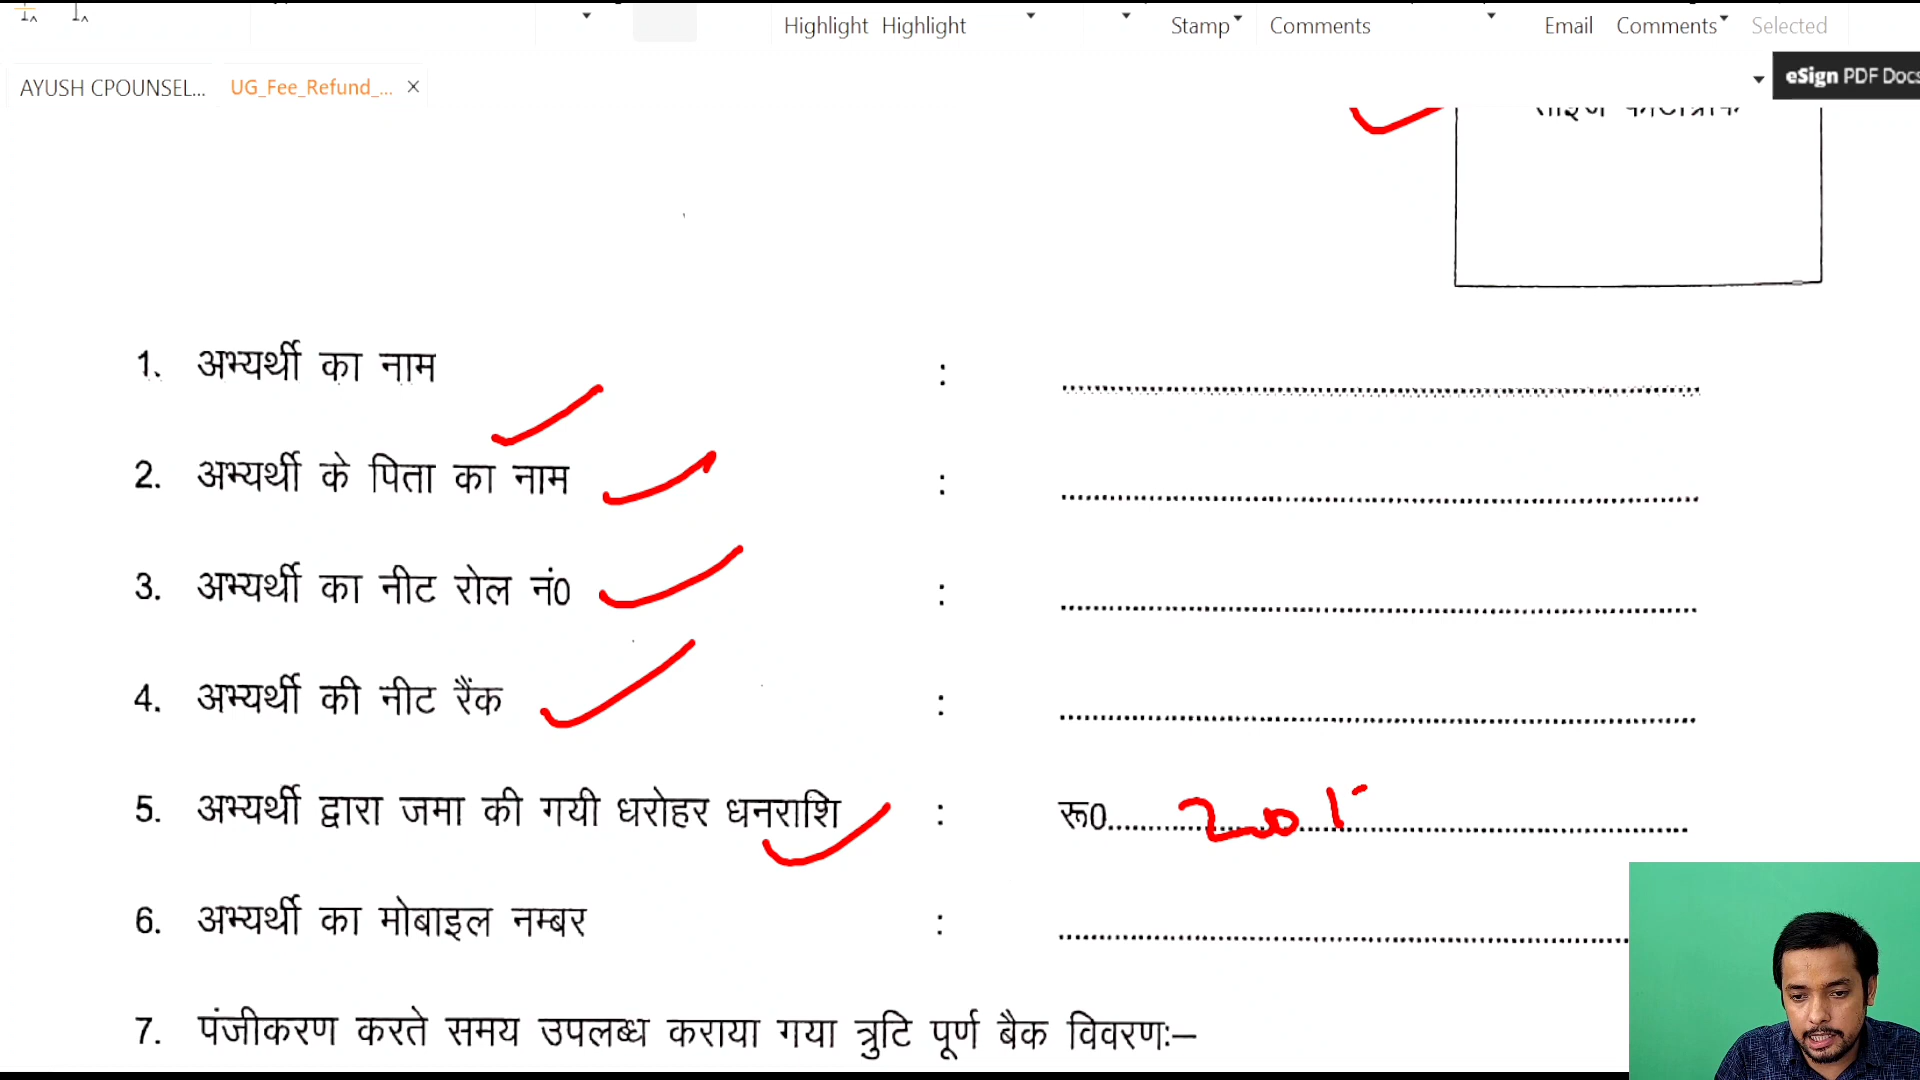 Highlight Highlight Stamp Comments Email Comments Selected
AYUSH CPOUNSEL... UG_Fee_Refund_... × eSign PDF Docs
1. अभ्यर्थी का नाम : ........................
2. अभ्यर्थी के पिता का नाम : ........................
3. अभ्यर्थी का नीट रोल नं0 : ........................
4. अभ्यर्थी की नीट रैंक : ........................
5. अभ्यर्थी द्वारा जमा की गयी धरोहर धनराशि : रू0........................
6. अभ्यर्थी का मोबाइल नम्बर : ........................
7. पंजीकरण करते समय उपलब्ध कराया गया त्रुटि पूर्ण बैक विवरणः–